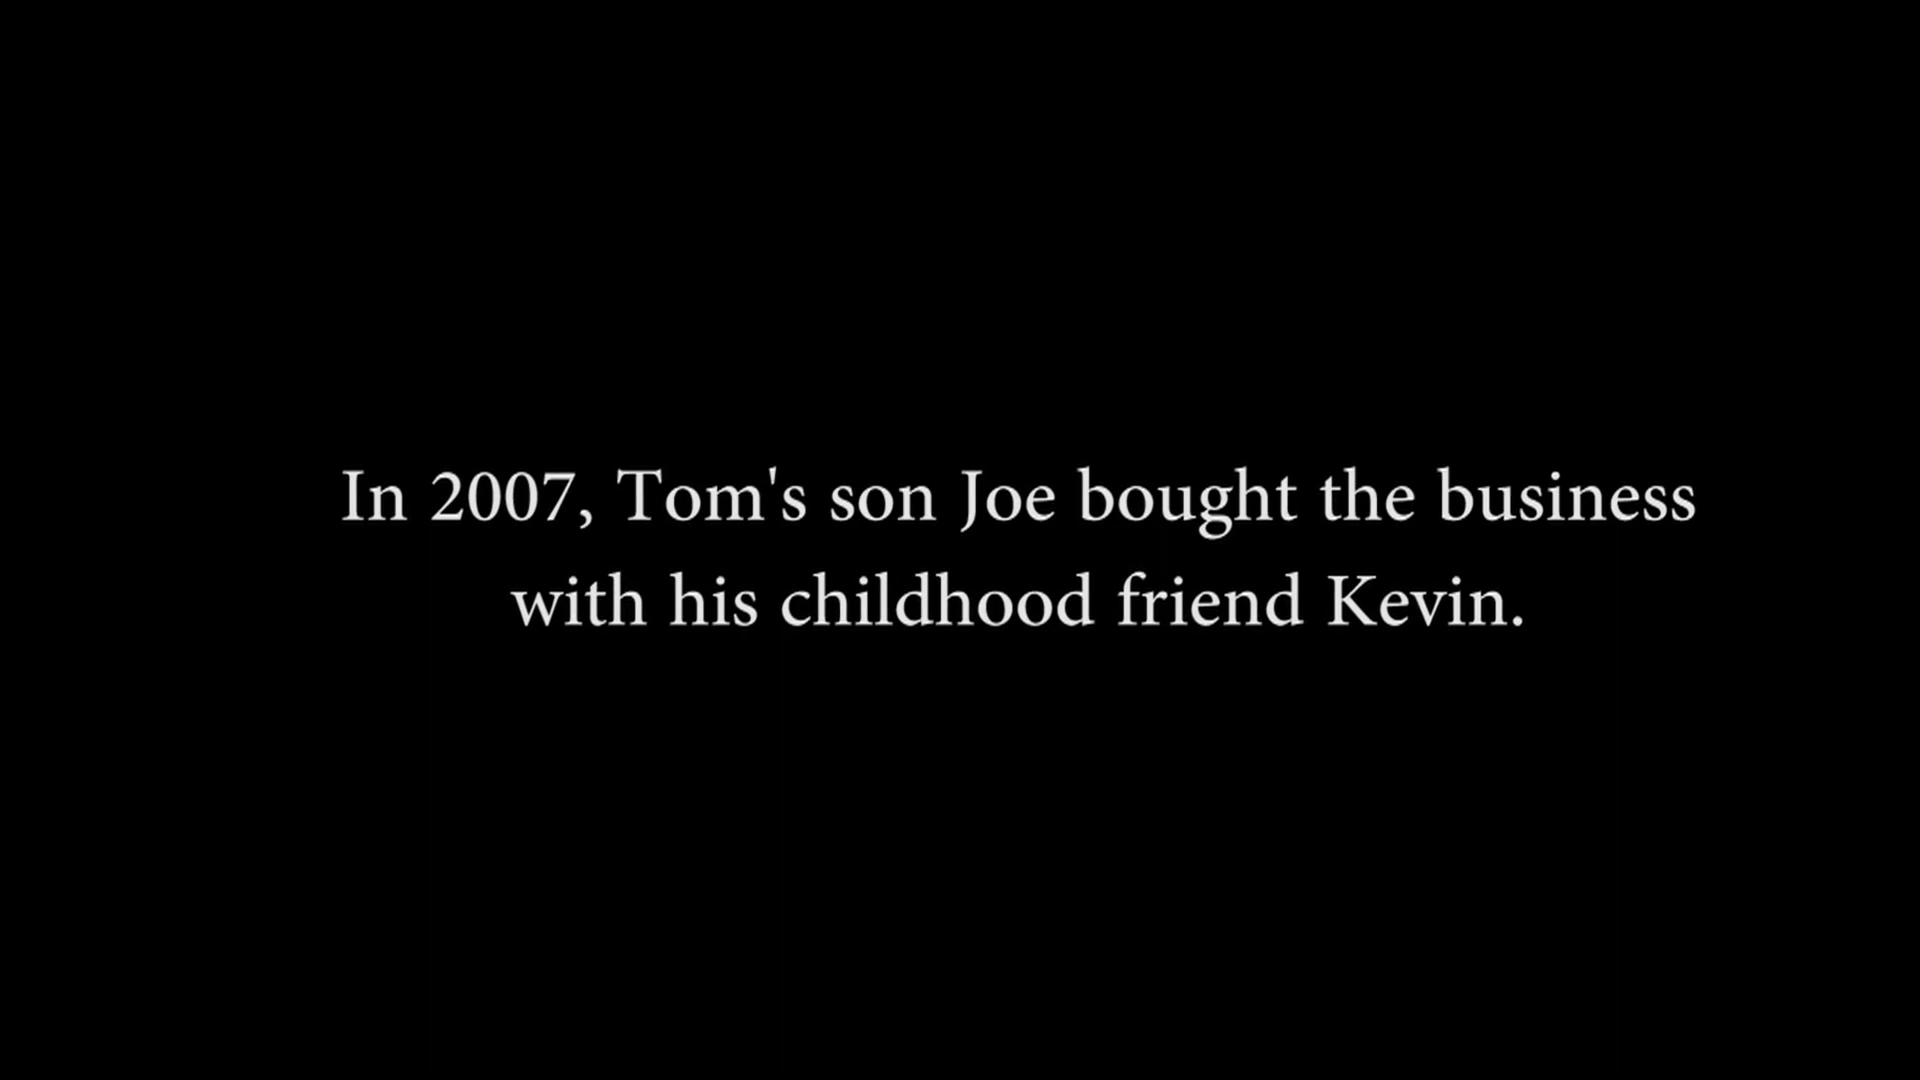 In 2007, Tom's son Joe bought the business
with his childhood friend Kevin.